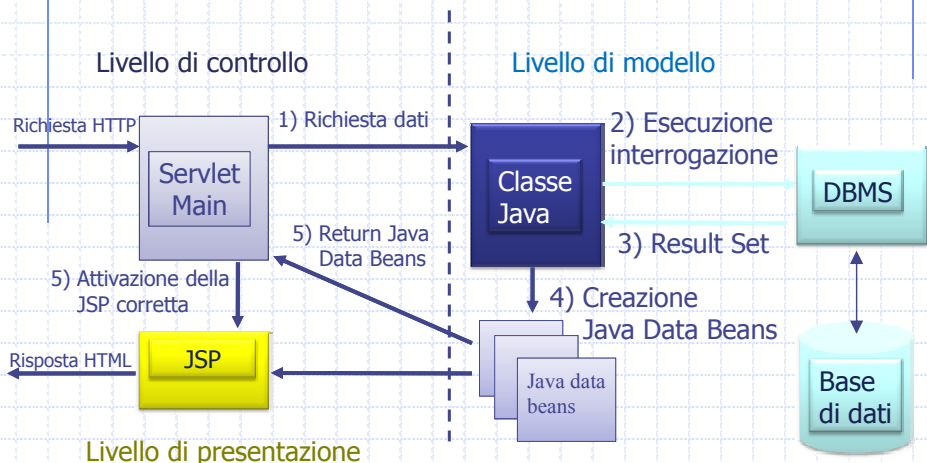 Livello di controllo
Livello di modello
Richiesta HTTP
1) Richiesta dati
2) Esecuzione
interrogazione
Servlet
Main
Classe
Java
DBMS
3) Result Set
5) Return Java
Data Beans
5) Attivazione della
JSP corretta
4) Creazione
Java Data Beans
Risposta HTML
JSP
Java data
beans
Base
di dati
Livello di presentazione